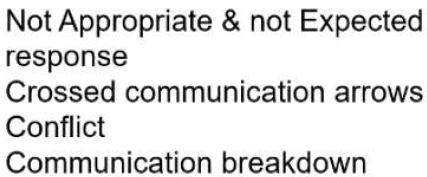 Not Appropriate & not Expected
response
Crossed communication arrows
Conflict
Communication breakdown